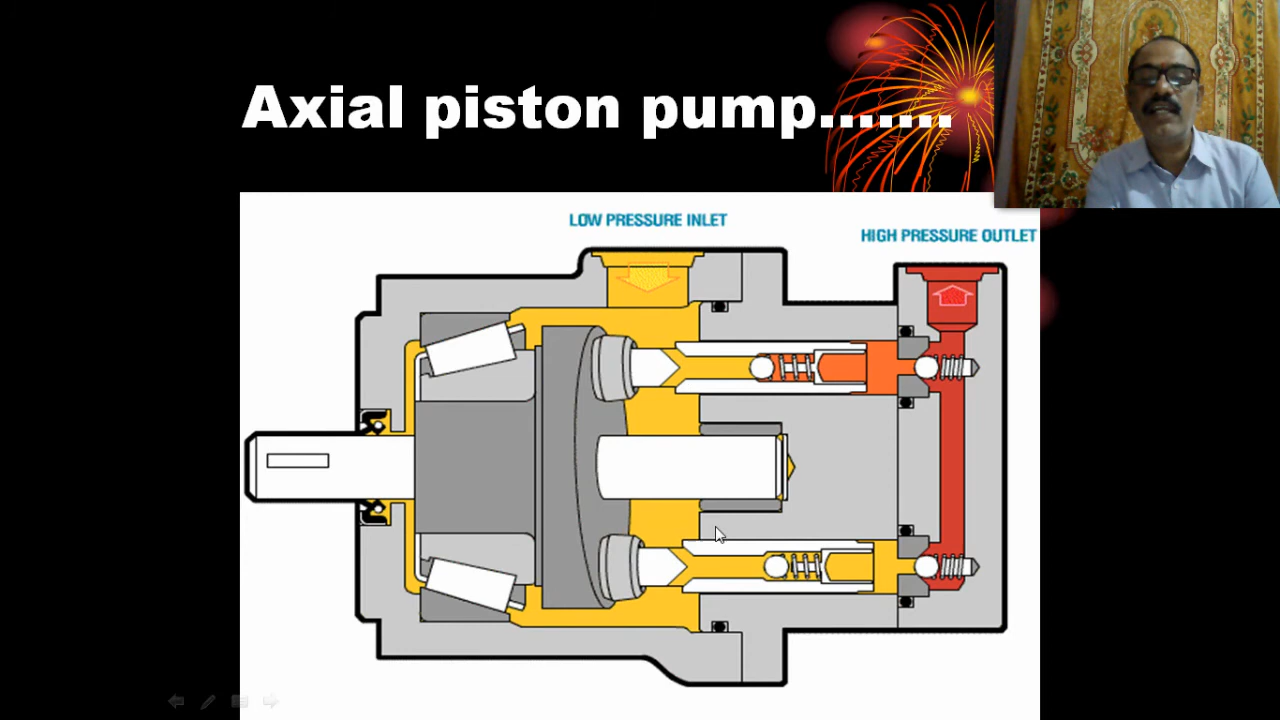 Axial piston pump.......
LOW PRESSURE INLET
HIGH PRESSURE OUTLET